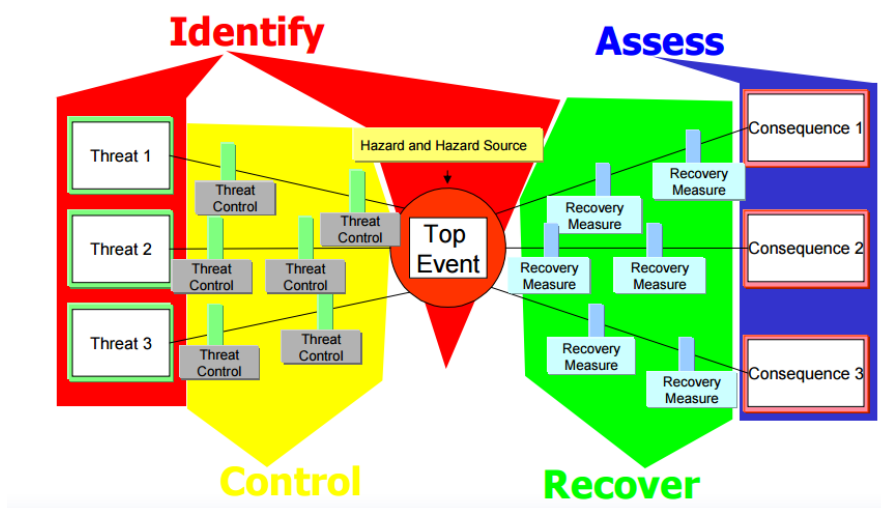 Identify
Assess
Hazard and Hazard Source
Threat 1
Threat
Control
Threat
Control
Threat 2
Threat
Control
Threat
Control
Threat 3
Threat
Control
Threat
Control
Top
Event
Recovery
Measure
Recovery
Measure
Consequence 1
Recovery
Measure
Recovery
Measure
Consequence 2
Recovery
Measure
Recovery
Measure
Consequence 3
Control
Recover